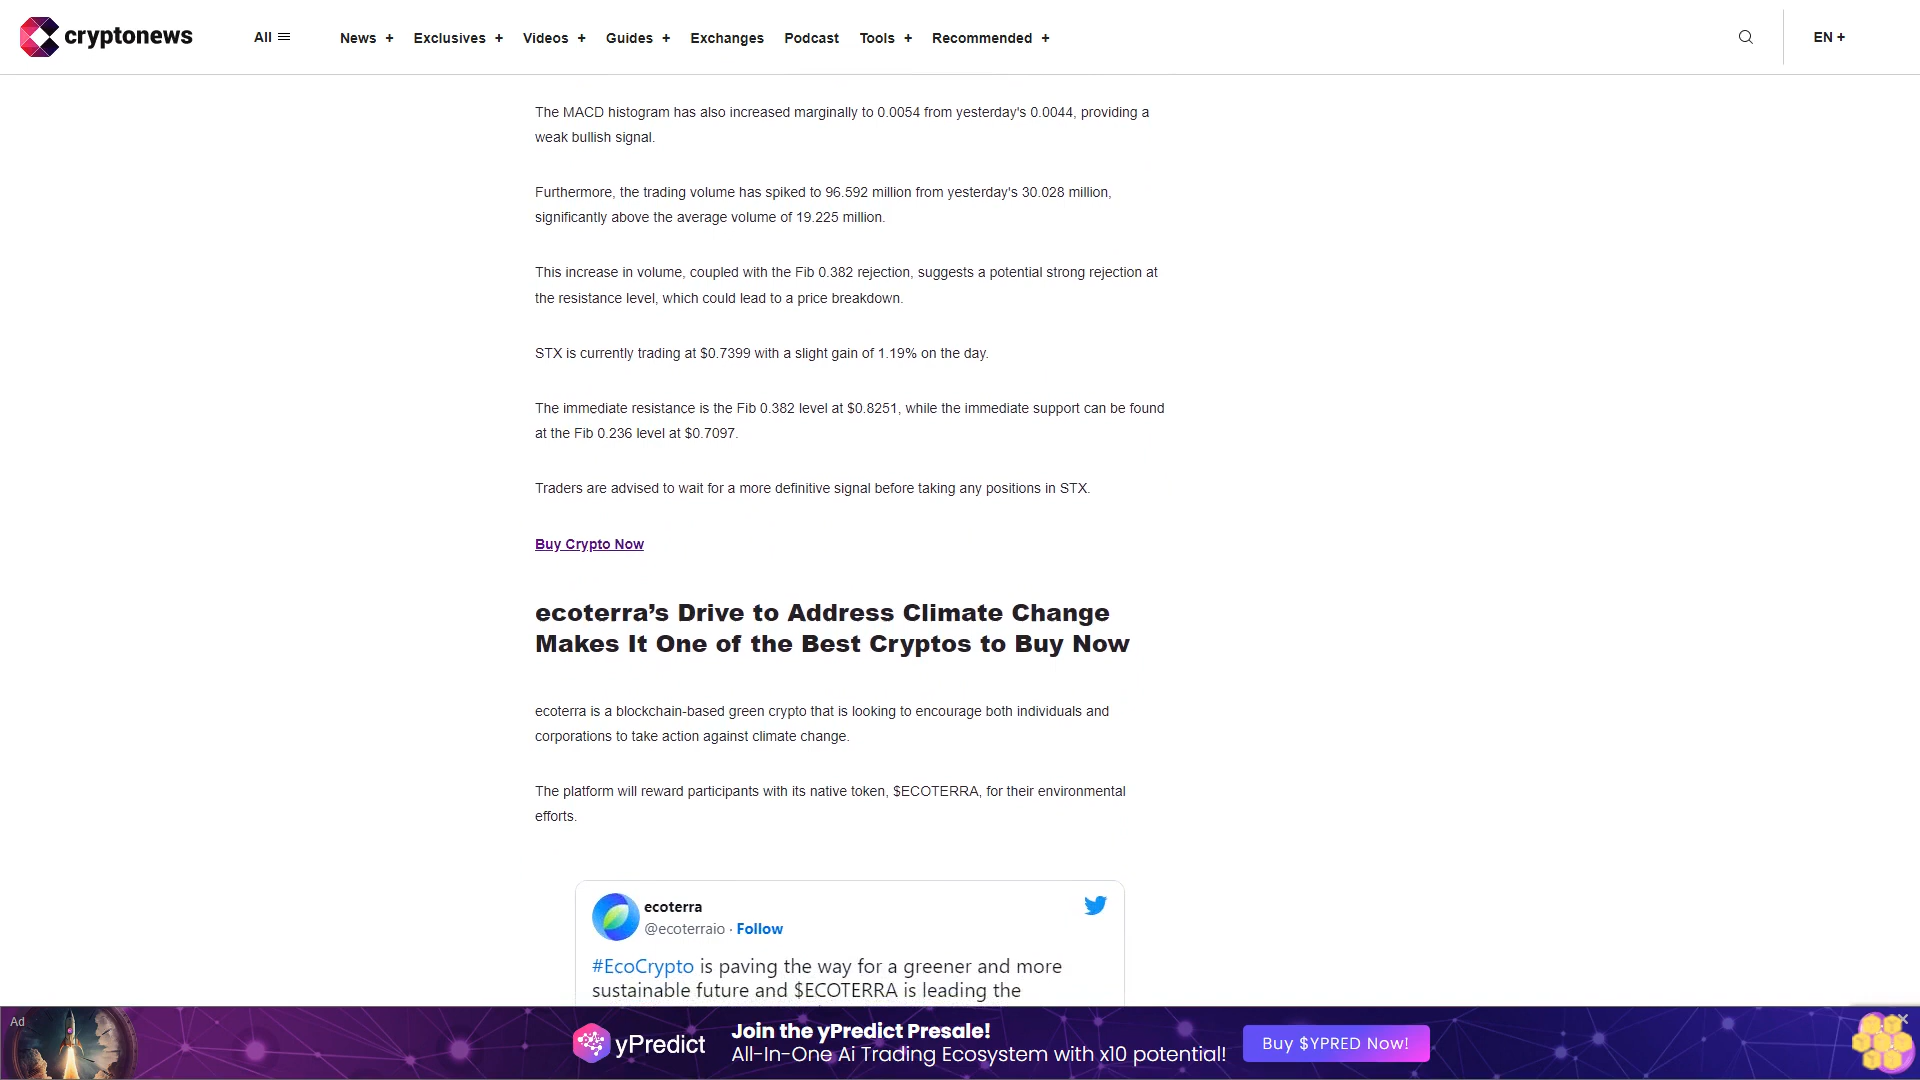 cryptonews
All
News +
Exclusives +
Videos +
Guides +
Exchanges
Podcast
Tools +
Recommended +
EN +
The MACD histogram has also increased marginally to 0.0054 from yesterday's 0.0044, providing a
weak bullish signal.
Furthermore, the trading volume has spiked to 96.592 million from yesterday's 30.028 million,
significantly above the average volume of 19.225 million.
This increase in volume, coupled with the Fib 0.382 rejection, suggests a potential strong rejection at
the resistance level, which could lead to a price breakdown.
STX is currently trading at $0.7399 with a slight gain of 1.19% on the day.
The immediate resistance is the Fib 0.382 level at $0.8251, while the immediate support can be found
at the Fib 0.236 level at $0.7097.
Traders are advised to wait for a more definitive signal before taking any positions in STX.
Buy Crypto Now
ecoterra’s Drive to Address Climate Change
Makes It One of the Best Cryptos to Buy Now
ecoterra is a blockchain-based green crypto that is looking to encourage both individuals and
corporations to take action against climate change.
The platform will reward participants with its native token, $ECOTERRA, for their environmental
efforts.
ecoterra
@ecoterraio · Follow
#EcoCrypto is paving the way for a greener and more
sustainable future and $ECOTERRA is leading the
Ad
yPredict
Join the yPredict Presale!
All-In-One Ai Trading Ecosystem with x10 potential!
Buy $YPRED Now!